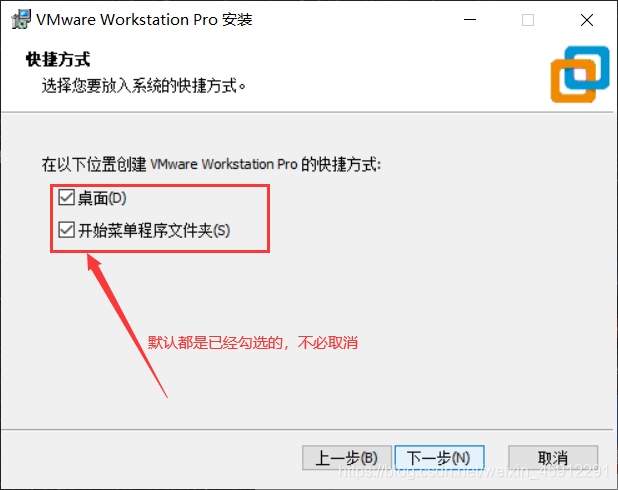 VMware Workstation Pro 安装
快捷方式
选择您要放入系统的快捷方式。
在以下位置创建 VMware Workstation Pro 的快捷方式:
桌面(D)
开始菜单程序文件夹(S)
默认都是已经勾选的，不必取消
上一步(B) 下一步(N) 取消
https://blog.csdn.net/weixin_45912291